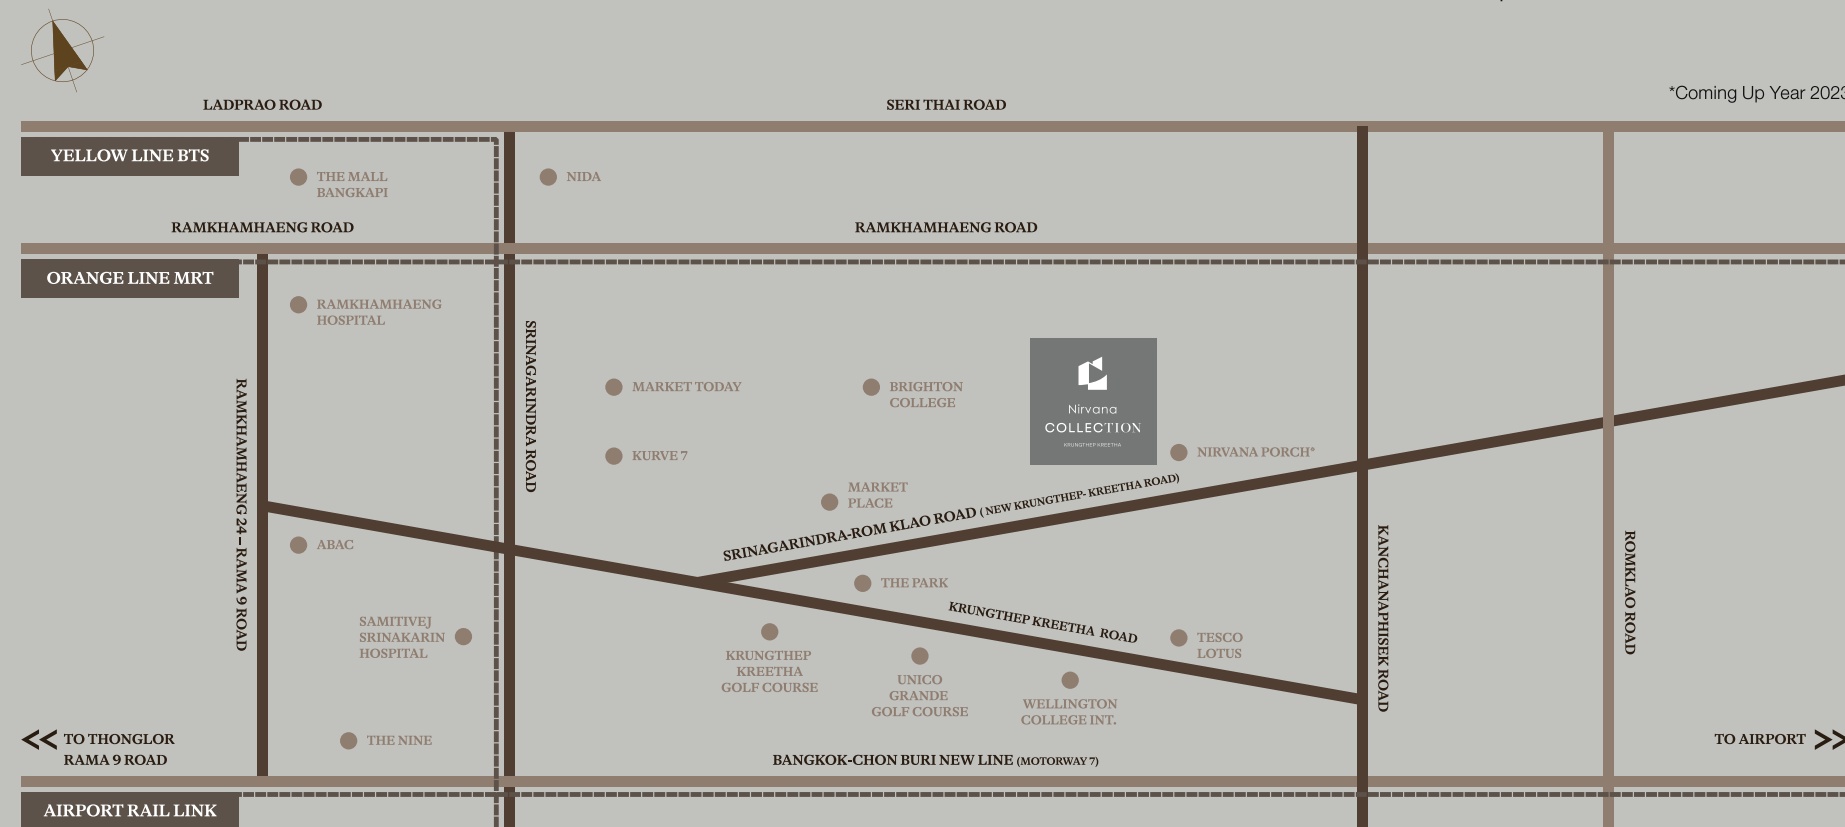 LADPRAO ROAD
SERI THAI ROAD
*Coming Up Year 2023
YELLOW LINE BTS
THE MALL
BANGKAPI
NIDA
RAMKHAMHAENG ROAD
RAMKHAMHAENG ROAD
ORANGE LINE MRT
RAMKHAMHAENG
HOSPITAL
RAMKHAMHAENG 24 – RAMA 9 ROAD
SRINAGARINDRA ROAD
MARKET TODAY
BRIGHTON
COLLEGE
Nirvana
COLLECTION
KRUNGTHEP KREETHA
KURVE 7
NIRVANA PORCH*
MARKET
PLACE
SRINAGARINDRA-ROM KLAO ROAD ( NEW KRUNGTHEP- KREETHA ROAD)
ABAC
THE PARK
KRUNGTHEP KREETHA ROAD
KANCHANAPHISEK ROAD
ROMKLAO ROAD
SAMITIVEJ
SRINAKARIN
HOSPITAL
KRUNGTHEP
KREETHA
GOLF COURSE
UNICO
GRANDE
GOLF COURSE
WELLINGTON
COLLEGE INT.
TESCO
LOTUS
TO THONGLOR
RAMA 9 ROAD
THE NINE
BANGKOK-CHON BURI NEW LINE (MOTORWAY 7)
TO AIRPORT
AIRPORT RAIL LINK